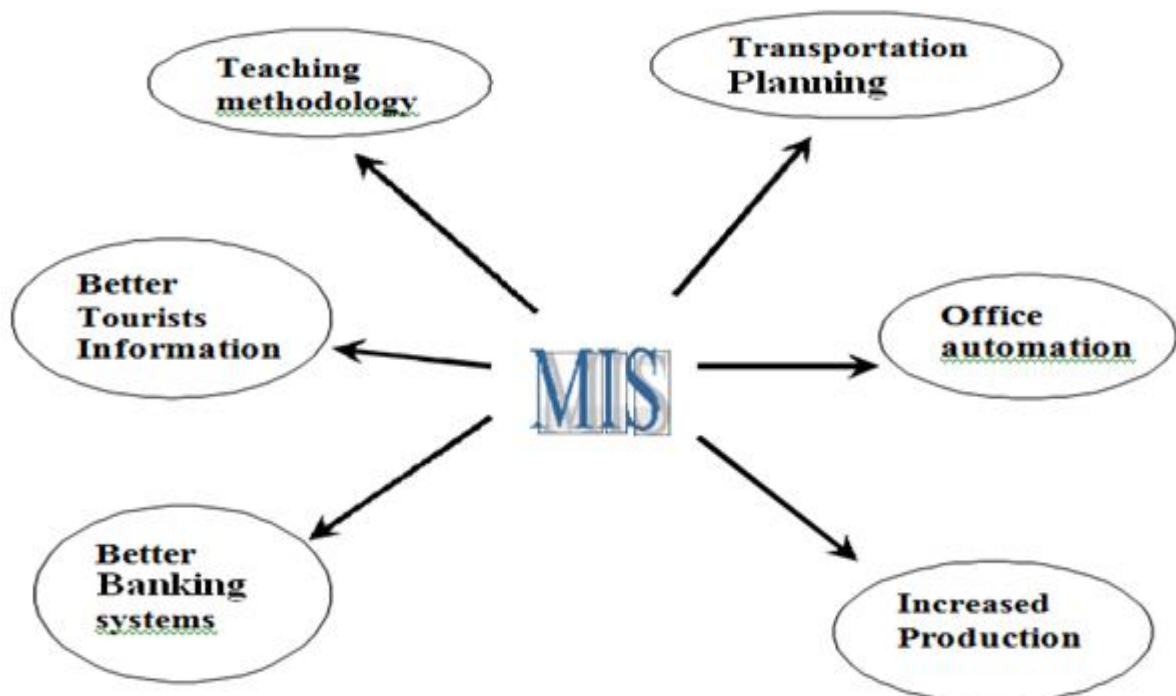 Teaching
methodology
Transportation
Planning
Better
Tourists
Information
MIS
Office
automation
Better
Banking
systems
Increased
Production